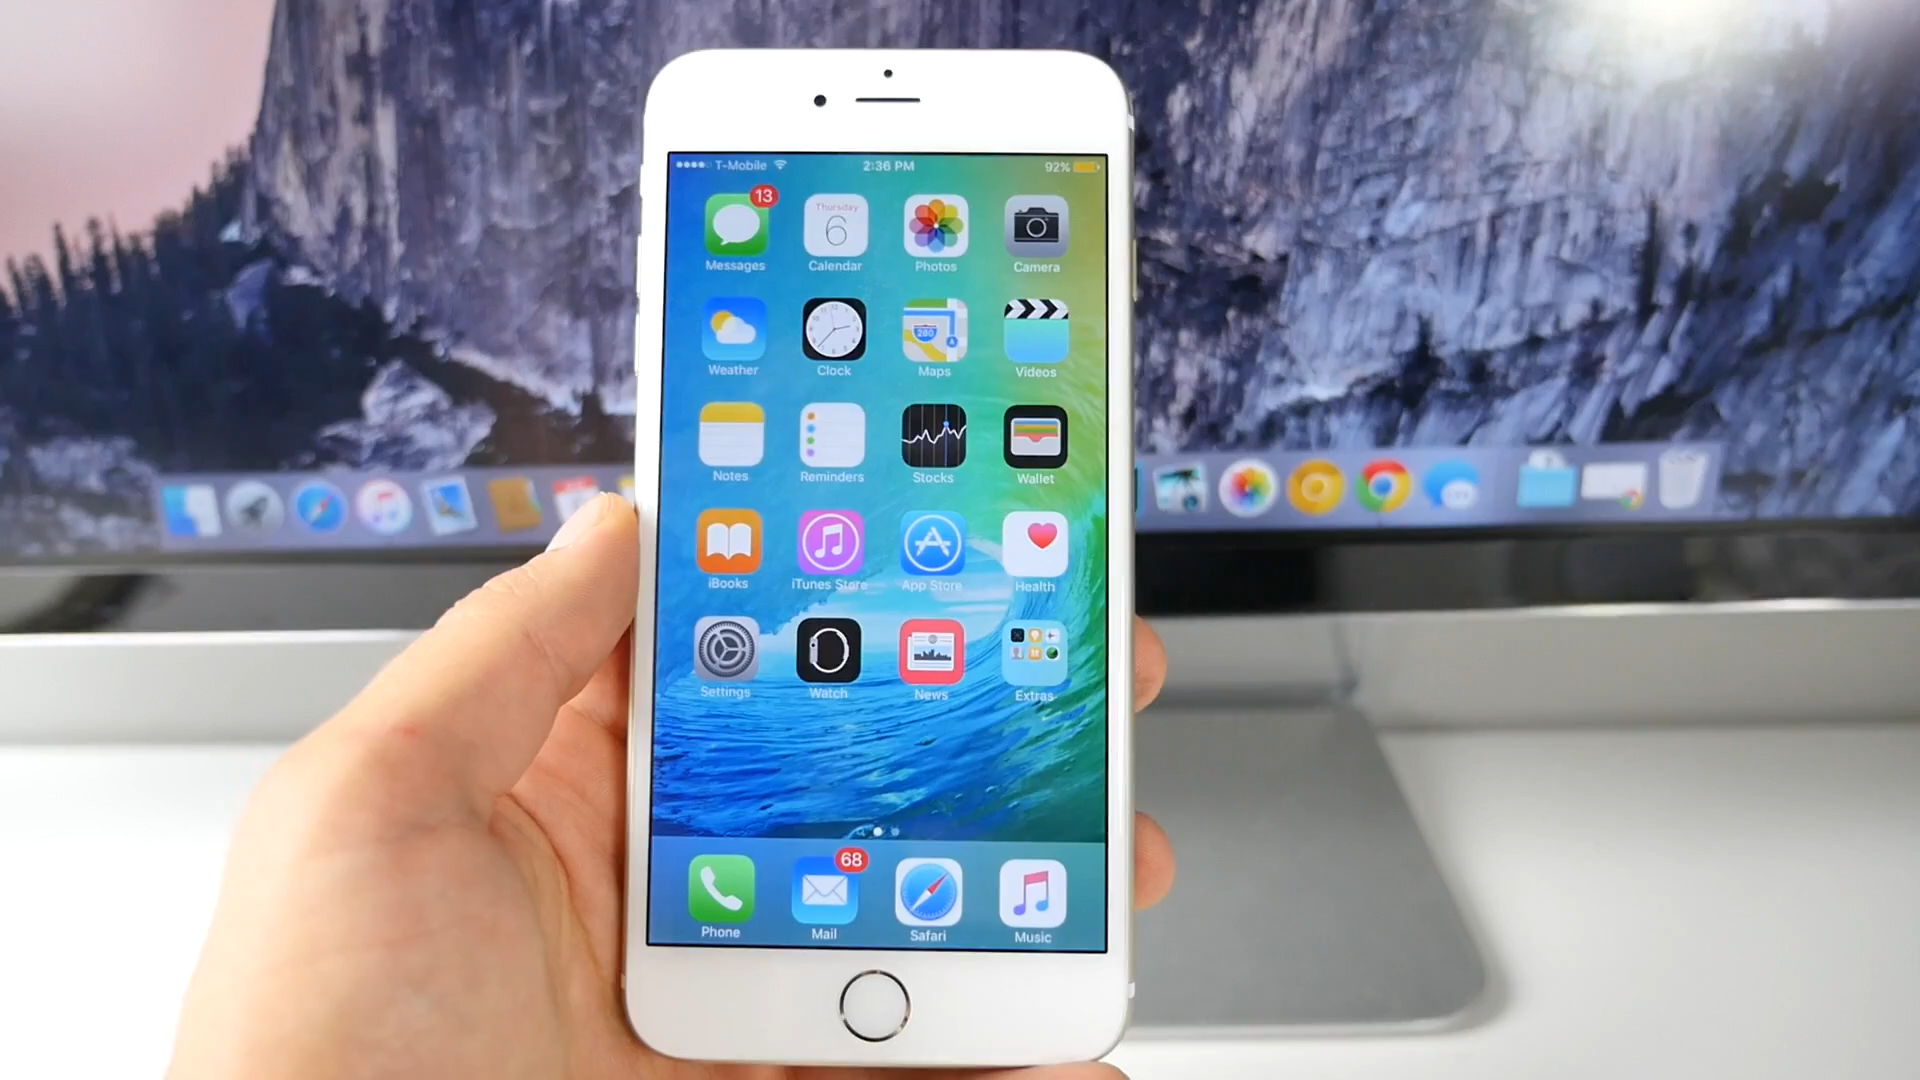 T-Mobile 2:36 PM 92%
13
Thursday
6
Messages Calendar Photos Camera
280
Weather Clock Maps Videos
Notes Reminders Stocks Wallet
iBooks iTunes Store App Store Health
Settings Watch News Extras
68
Phone Mail Safari Music